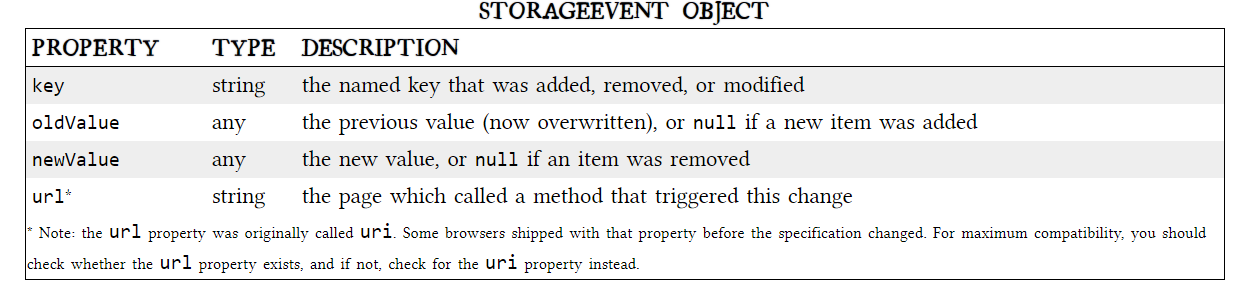 STORAGEEVENT OBJECT
PROPERTY TYPE DESCRIPTION
key string the named key that was added, removed, or modified
oldValue any the previous value (now overwritten), or null if a new item was added
newValue any the new value, or null if an item was removed
url* string the page which called a method that triggered this change
* Note: the url property was originally called uri. Some browsers shipped with that property before the specification changed. For maximum compatibility, you should
check whether the url property exists, and if not, check for the uri property instead.